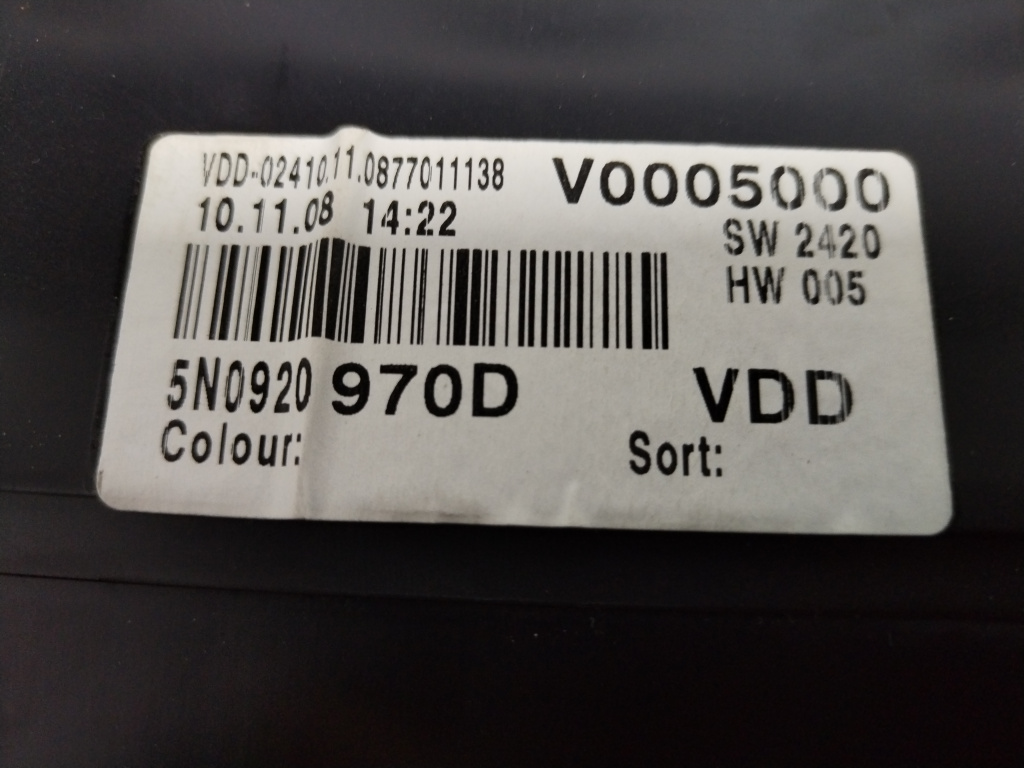 VDD-02410.11.0877011138
V0005000
10.11.08 14:22
SW 2420
HW 005
5N0920 970D
VDD
Colour:
Sort: